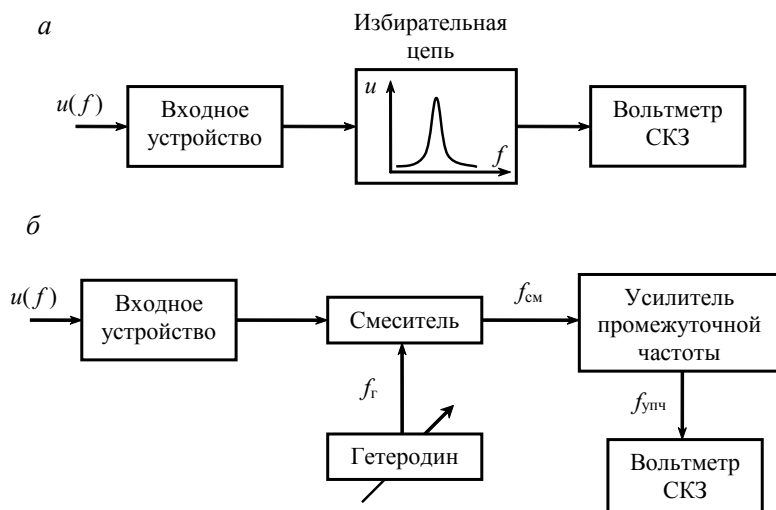 а
Избирательная
цепь
u(f)
Входное
устройство
u
f
Вольтметр
СКЗ
б
u(f)
Входное
устройство
Смеситель
fсм
Усилитель
промежуточной
частоты
fг
fупч
Гетеродин
Вольтметр
СКЗ